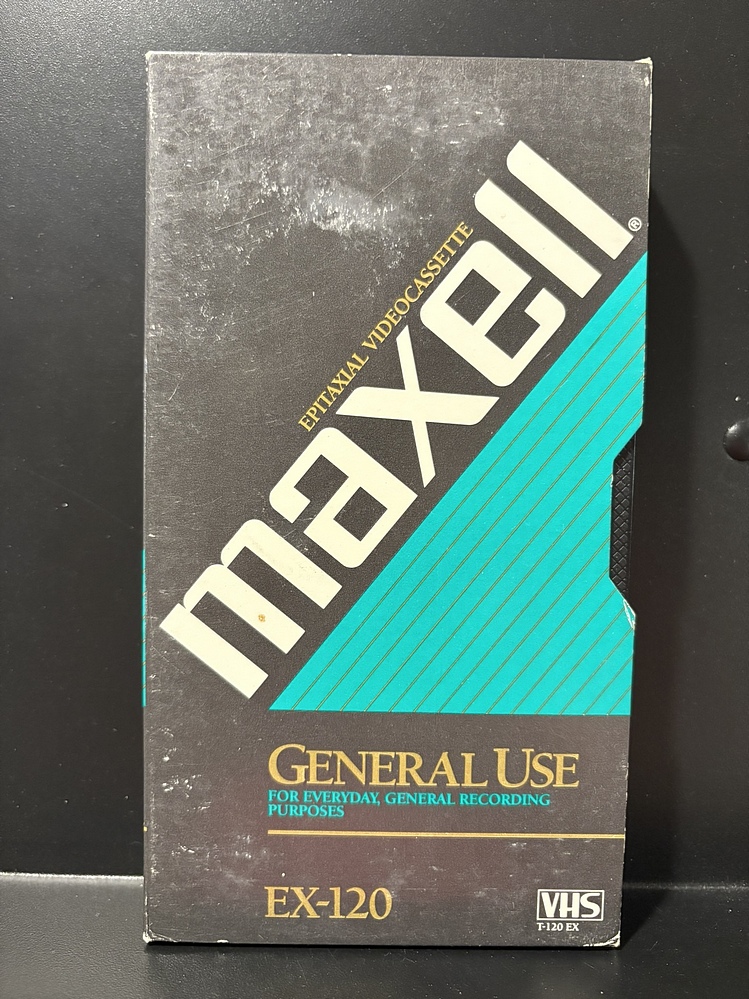 maxell®
EPITAXIAL VIDEOCASSETTE
GENERAL USE
FOR EVERYDAY, GENERAL RECORDING
PURPOSES
EX-120
VHS
T-120 EX